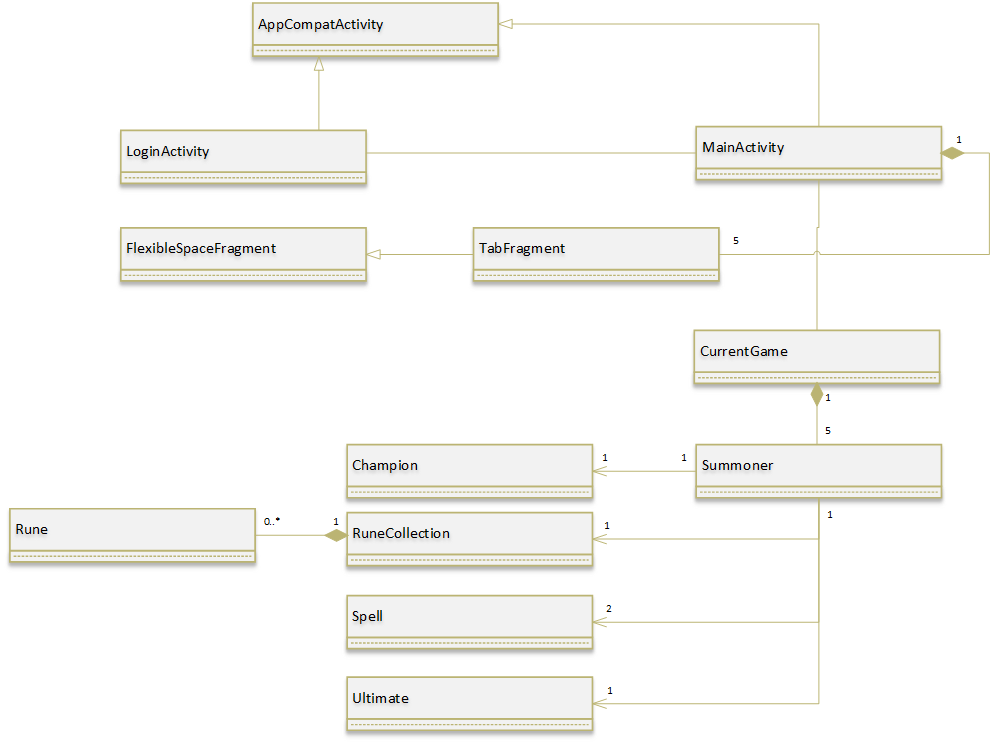 AppCompatActivity
LoginActivity
MainActivity
1
FlexibleSpaceFragment
TabFragment
5
CurrentGame
1
5
Champion
1
1
Summoner
Rune
0..*
1
RuneCollection
1
1
Spell
2
Ultimate
1